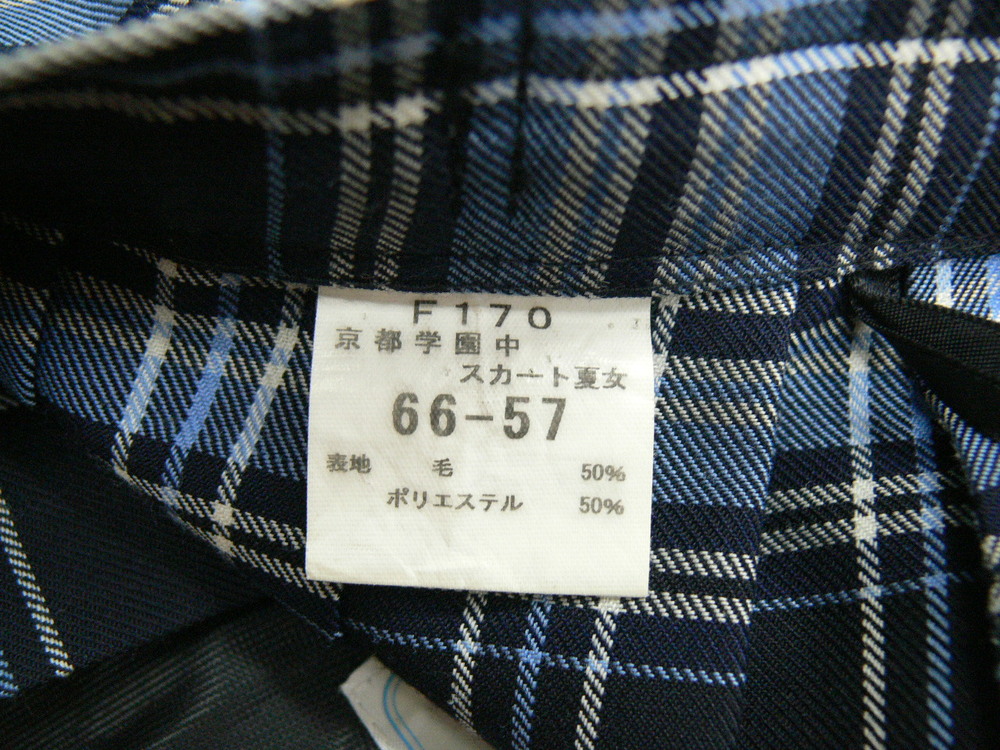 F170
京都学園中
スカート夏女
66-57
表地 毛 50%
ポリエステル 50%